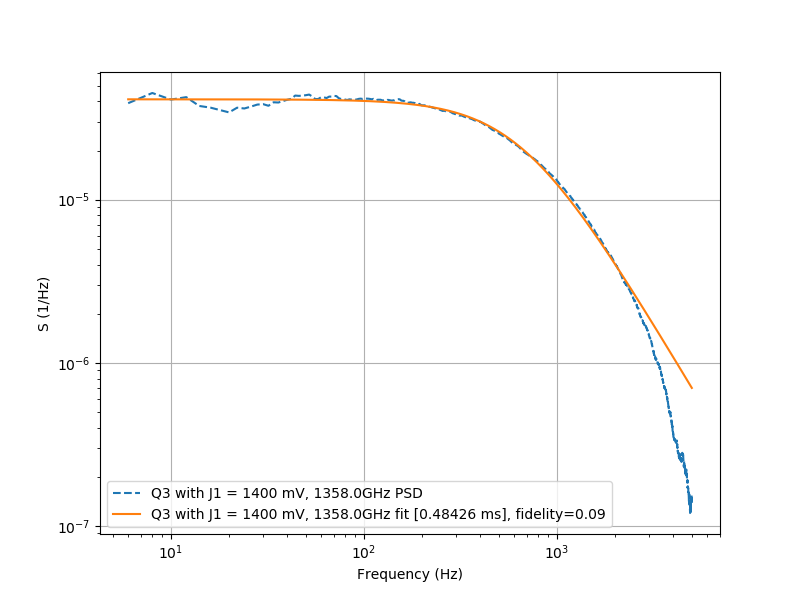 S (1/Hz)
10⁻⁵
10⁻⁶
10⁻⁷
Q3 with J1 = 1400 mV, 1358.0GHz PSD
Q3 with J1 = 1400 mV, 1358.0GHz fit [0.48426 ms], fidelity=0.09
10¹
10²
10³
Frequency (Hz)